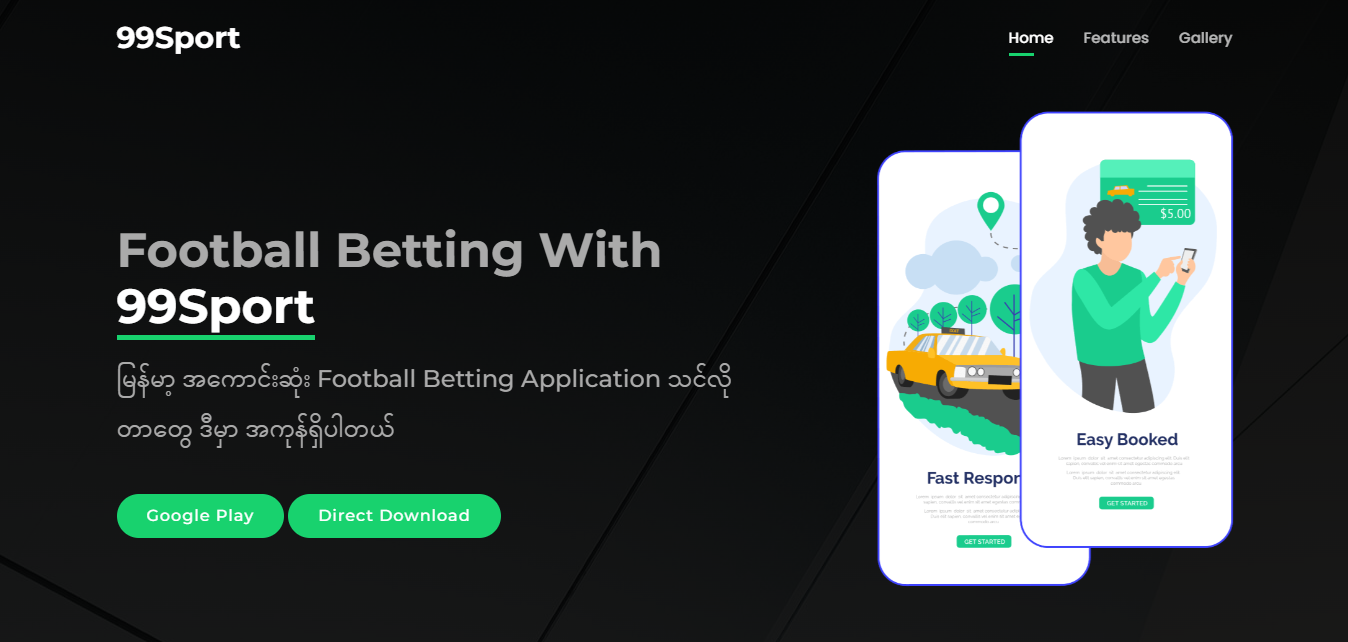 99Sport
Home Features Gallery
Football Betting With
99Sport
မြန်မာ့ အကောင်းဆုံး Football Betting Application သင်လို
တာတွေ ဒီမှာ အကုန်ရှိပါတယ်
Google Play Direct Download
Fast Respon
GET STARTED
$5.00
Easy Booked
GET STARTED